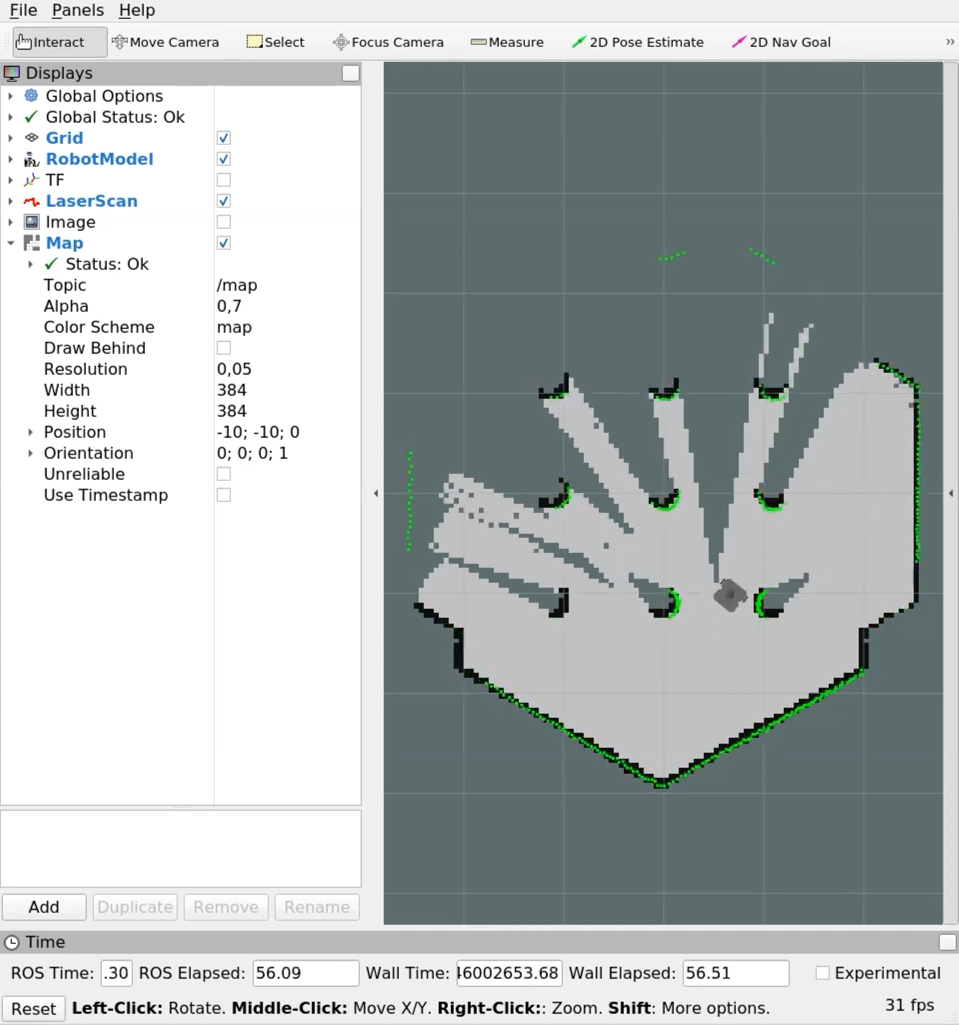 File Panels Help
Interact Move Camera Select Focus Camera Measure 2D Pose Estimate 2D Nav Goal »
Displays
Global Options
Global Status: Ok
Grid
RobotModel
TF
LaserScan
Image
Map
Status: Ok
Topic /map
Alpha 0,7
Color Scheme map
Draw Behind
Resolution 0,05
Width 384
Height 384
Position -10; -10; 0
Orientation 0; 0; 0; 1
Unreliable
Use Timestamp
Add Duplicate Remove Rename
Time
ROS Time: .30 ROS Elapsed: 56.09 Wall Time: 46002653.68 Wall Elapsed: 56.51 Experimental
Reset Left-Click: Rotate. Middle-Click: Move X/Y. Right-Click:: Zoom. Shift: More options. 31 fps